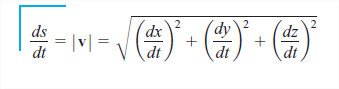 ds/dt = |v| = √((dx/dt)² + (dy/dt)² + (dz/dt)²)